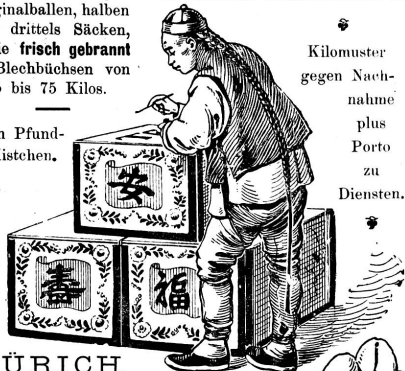 ginalballen, halben
drittels Säcken,
frisch gebrannt
Blechbüchsen von
bis 75 Kilos.
Pfund-
istchen.
Kilomuster
gegen Nach-
nahme
plus
Porto
zu
Diensten.
安
壽 福
ÜRICH